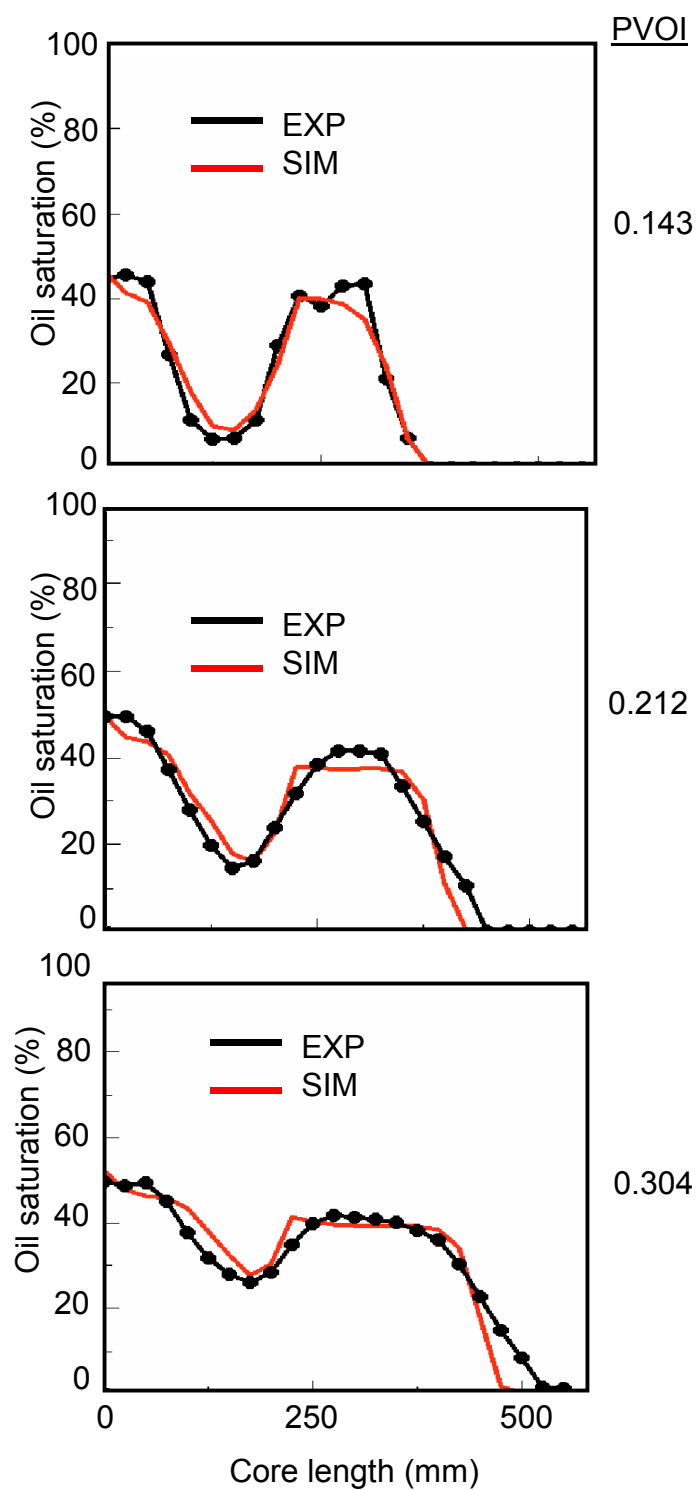 PVOI
100
80
60
40
20
0
Oil saturation (%)
EXP
SIM
0.143
100
80
60
40
20
0
Oil saturation (%)
EXP
SIM
0.212
100
80
60
40
20
0
Oil saturation (%)
EXP
SIM
0.304
0 250 500
Core length (mm)